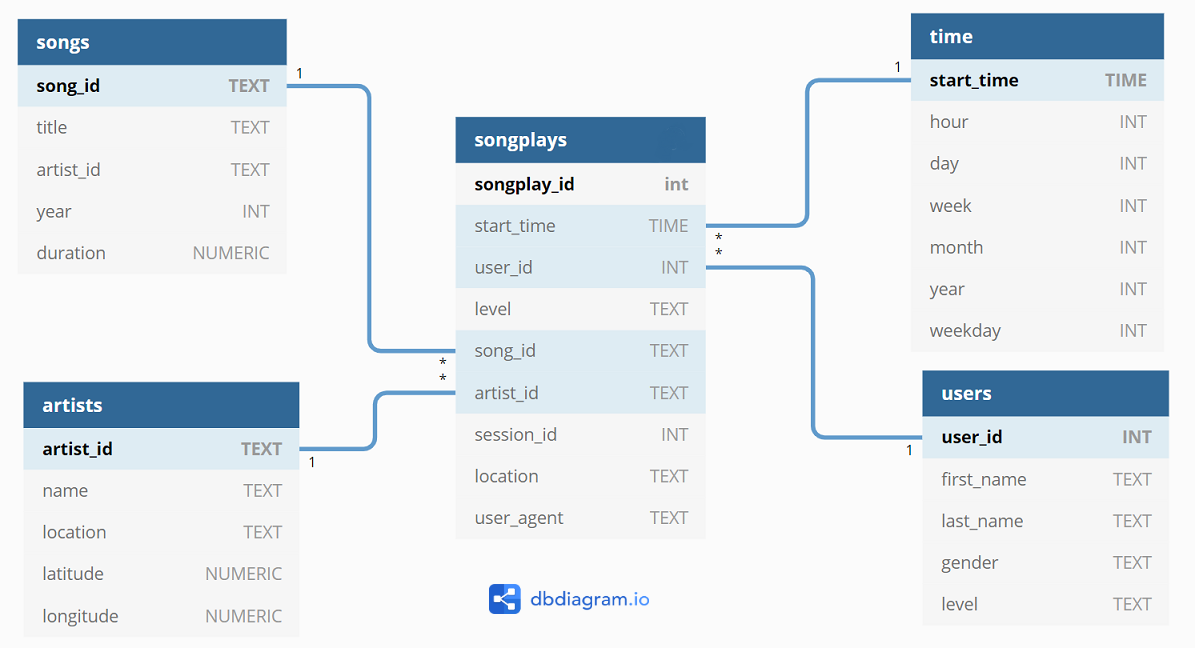 songs
song_id TEXT
title TEXT
artist_id TEXT
year INT
duration NUMERIC
1
artists
artist_id TEXT
name TEXT
location TEXT
latitude NUMERIC
longitude NUMERIC
1
songplays
songplay_id int
start_time TIME
user_id INT
level TEXT
song_id TEXT
artist_id TEXT
session_id INT
location TEXT
user_agent TEXT
*
*
*
*
time
start_time TIME
hour INT
day INT
week INT
month INT
year INT
weekday INT
1
users
user_id INT
first_name TEXT
last_name TEXT
gender TEXT
level TEXT
1
dbdiagram.io